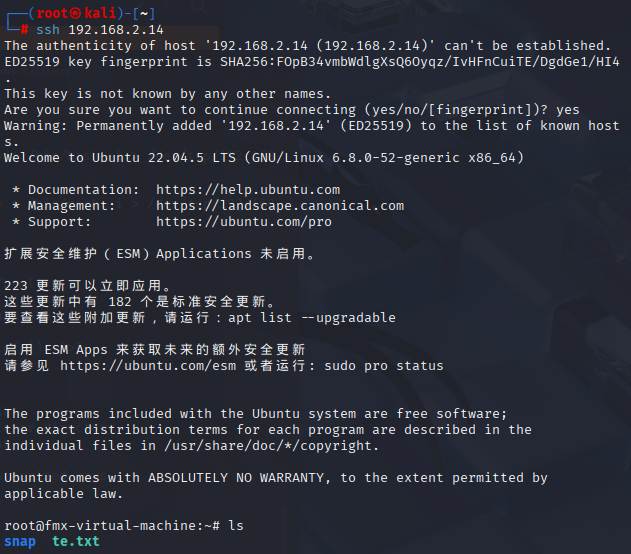 ┌──(root㉿kali)-[~]
└─# ssh 192.168.2.14
The authenticity of host '192.168.2.14 (192.168.2.14)' can't be established.
ED25519 key fingerprint is SHA256:FOpB34vmbWdlgXsQ6Oyqz/IvHFnCuiTE/DgdGe1/HI4
.
This key is not known by any other names.
Are you sure you want to continue connecting (yes/no/[fingerprint])? yes
Warning: Permanently added '192.168.2.14' (ED25519) to the list of known host
s.
Welcome to Ubuntu 22.04.5 LTS (GNU/Linux 6.8.0-52-generic x86_64)
* Documentation:  https://help.ubuntu.com
* Management:     https://landscape.canonical.com
* Support:        https://ubuntu.com/pro
扩展安全维护（ESM）Applications 未启用。
223 更新可以立即应用。
这些更新中有 182 个是标准安全更新。
要查看这些附加更新，请运行：apt list --upgradable
启用 ESM Apps 来获取未来的额外安全更新
请参见 https://ubuntu.com/esm 或者运行: sudo pro status
The programs included with the Ubuntu system are free software;
the exact distribution terms for each program are described in the
individual files in /usr/share/doc/*/copyright.
Ubuntu comes with ABSOLUTELY NO WARRANTY, to the extent permitted by
applicable law.
root@fmx-virtual-machine:~# ls
snap  te.txt